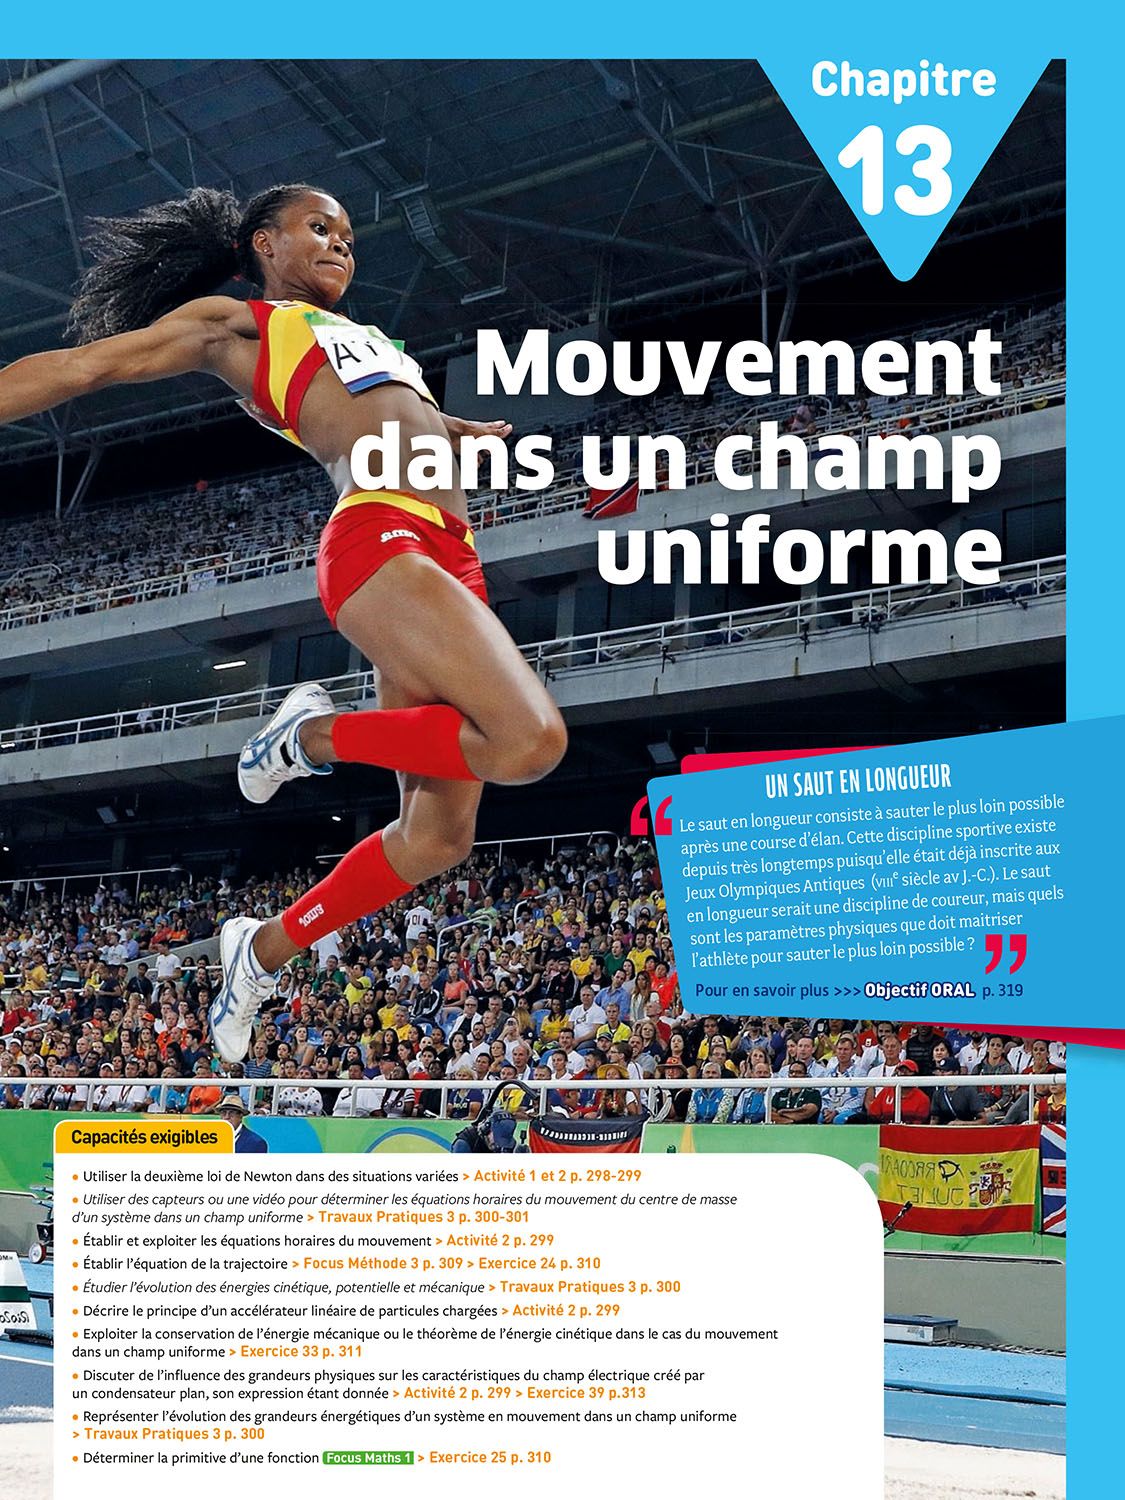 Chapitre
13
Mouvement
dans un champ
uniforme
UN SAUT EN LONGUEUR
“ Le saut en longueur consiste à sauter le plus loin possible
après une course d’élan. Cette discipline sportive existe
depuis très longtemps puisqu’elle était déjà inscrite aux
Jeux Olympiques Antiques (VIIIe siècle av J.-C.). Le saut
en longueur serait une discipline de coureur, mais quels
sont les paramètres physiques que doit maitriser
l’athlète pour sauter le plus loin possible ? ”
Pour en savoir plus >>> Objectif ORAL p. 319
Capacités exigibles
• Utiliser la deuxième loi de Newton dans des situations variées > Activité 1 et 2 p. 298-299
• Utiliser des capteurs ou une vidéo pour déterminer les équations horaires du mouvement du centre de masse
d’un système dans un champ uniforme > Travaux Pratiques 3 p. 300-301
• Établir et exploiter les équations horaires du mouvement > Activité 2 p. 299
• Établir l’équation de la trajectoire > Focus Méthode 3 p. 309 > Exercice 24 p. 310
• Étudier l’évolution des énergies cinétique, potentielle et mécanique > Travaux Pratiques 3 p. 300
• Décrire le principe d’un accélérateur linéaire de particules chargées > Activité 2 p. 299
• Exploiter la conservation de l’énergie mécanique ou le théorème de l’énergie cinétique dans le cas du mouvement
dans un champ uniforme > Exercice 33 p. 311
• Discuter de l’influence des grandeurs physiques sur les caractéristiques du champ électrique créé par
un condensateur plan, son expression étant donnée > Activité 2 p. 299 > Exercice 39 p.313
• Représenter l’évolution des grandeurs énergétiques d’un système en mouvement dans un champ uniforme
> Travaux Pratiques 3 p. 300
• Déterminer la primitive d’une fonction Focus Maths 1 > Exercice 25 p. 310